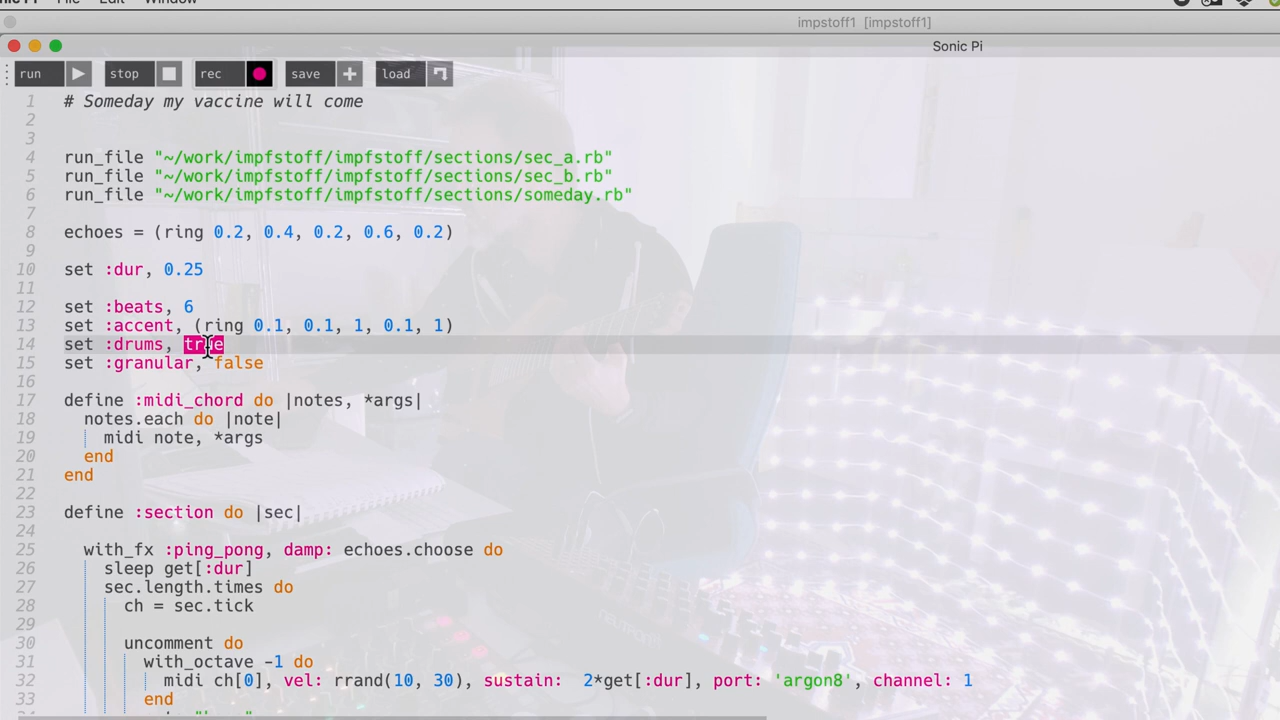 File Edit Window
impstoff1 [impstoff1]
Sonic Pi
run stop rec save load
1 # Someday my vaccine will come
2
3
4 run_file "~/work/impfstoff/impfstoff/sections/sec_a.rb"
5 run_file "~/work/impfstoff/impfstoff/sections/sec_b.rb"
6 run_file "~/work/impfstoff/impfstoff/sections/someday.rb"
7
8 echoes = (ring 0.2, 0.4, 0.2, 0.6, 0.2)
9
10 set :dur, 0.25
11
12 set :beats, 6
13 set :accent, (ring 0.1, 0.1, 1, 0.1, 1)
14 set :drums, true
15 set :granular, false
16
17 define :midi_chord do |notes, *args|
18 notes.each do |note|
19 midi note, *args
20 end
21 end
22
23 define :section do |sec|
24
25 with_fx :ping_pong, damp: echoes.choose do
26 sleep get[:dur]
27 sec.length.times do
28 ch = sec.tick
29
30 uncomment do
31 with_octave -1 do
32 midi ch[0], vel: rrand(10, 30), sustain: 2*get[:dur], port: 'argon8', channel: 1
33 end